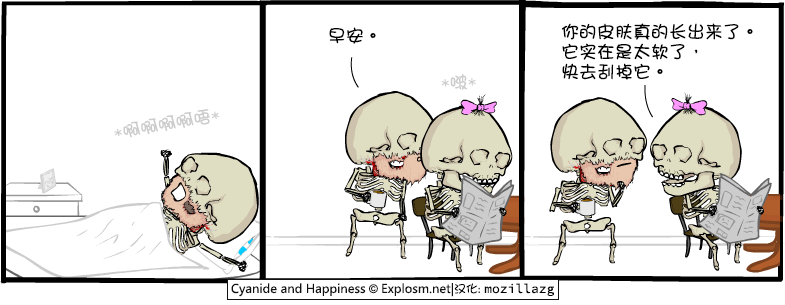 *啊啊啊啊唔*
早安。
*啵*
你的皮肤真的长出来了。
它实在是太软了，
快去刮掉它。
Cyanide and Happiness © Explosm.net|汉化: mozillazg